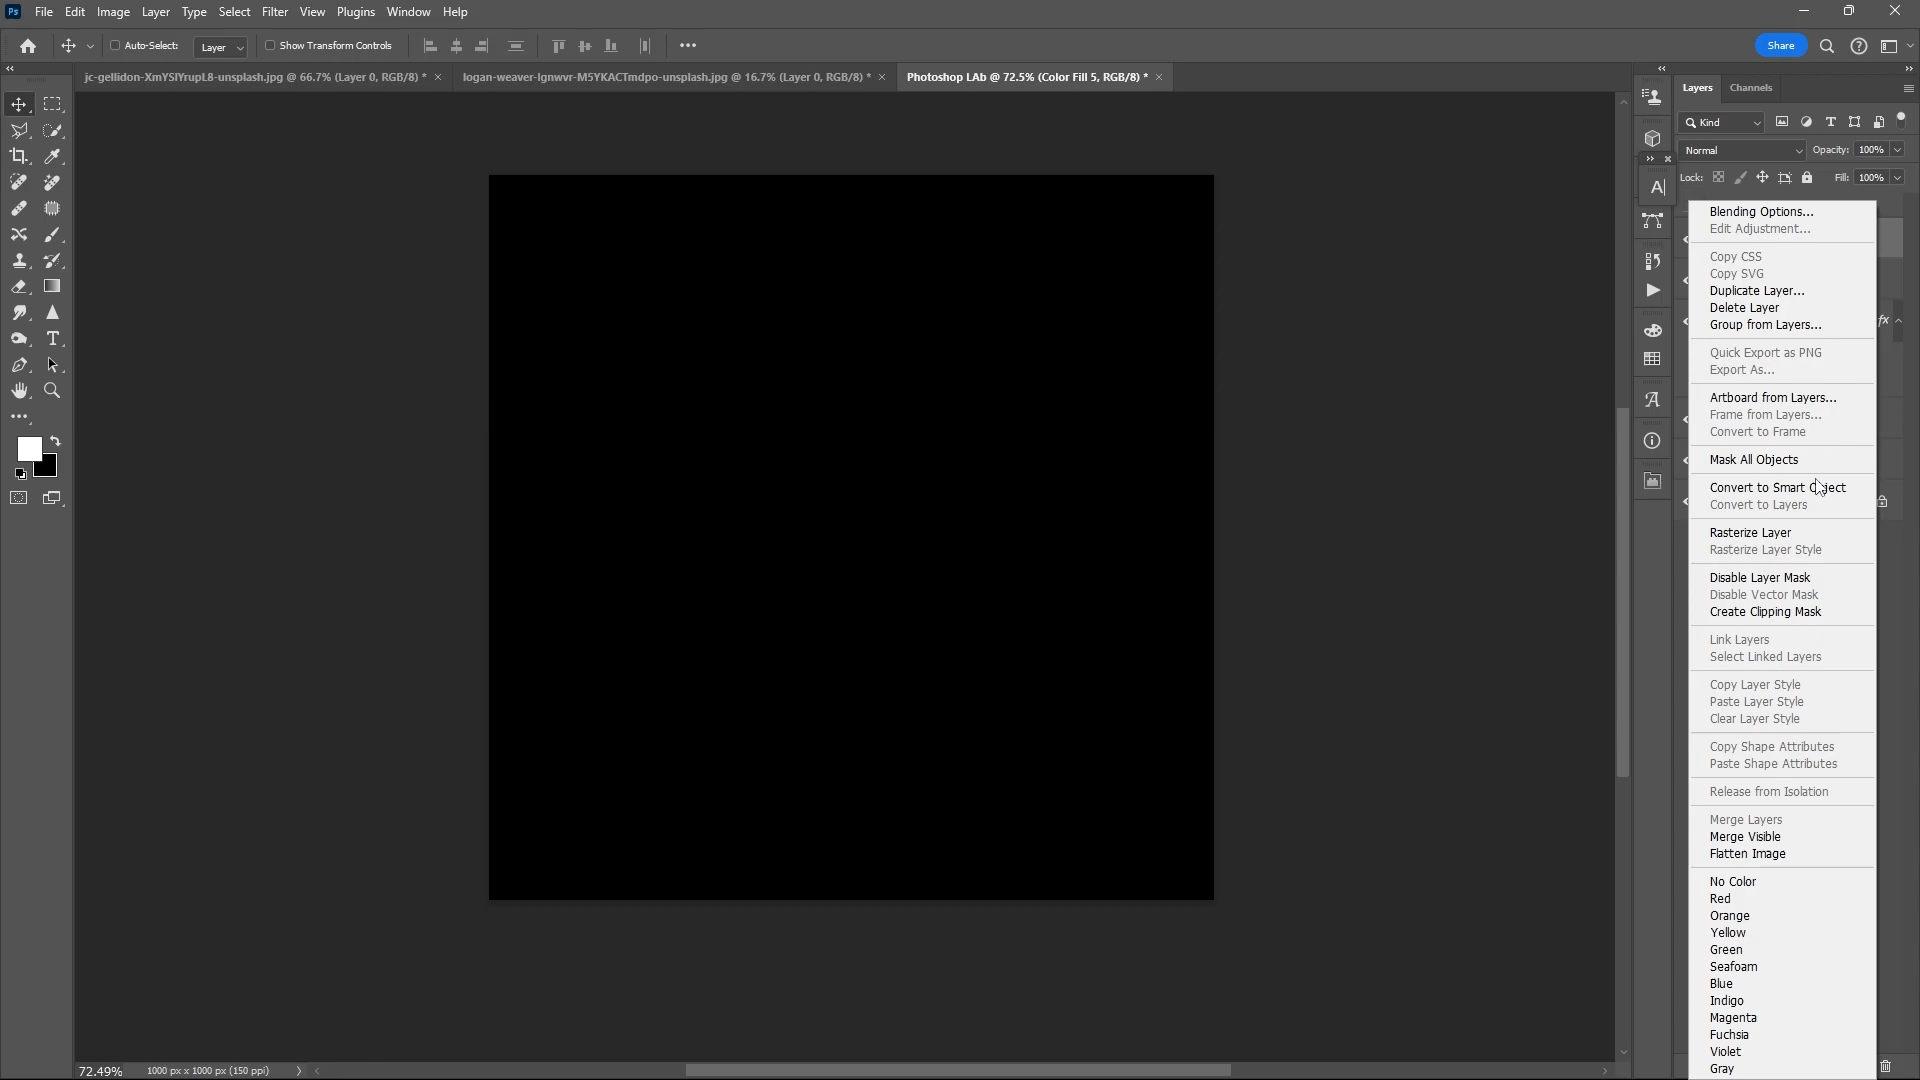 Ps File Edit Image Layer Type Select Filter View Plugins Window Help
Auto-Select: Layer Show Transform Controls Share
jc-gellidon-XmYSlYrupL8-unsplash.jpg @ 66.7% (Layer 0, RGB/8) *
logan-weaver-lgnwvr-M5YKACTmdpo-unsplash.jpg @ 16.7% (Layer 0, RGB/8) *
Photoshop LAb @ 72.5% (Color Fill 5, RGB/8) *
Layers Channels
Kind
Normal Opacity: 100%
Lock: Fill: 100%
Blending Options...
Edit Adjustment...
Copy CSS
Copy SVG
Duplicate Layer...
Delete Layer
Group from Layers...
fx
Quick Export as PNG
Export As...
Artboard from Layers...
Frame from Layers...
Convert to Frame
Mask All Objects
Convert to Smart Object
Convert to Layers
Rasterize Layer
Rasterize Layer Style
Disable Layer Mask
Disable Vector Mask
Create Clipping Mask
Link Layers
Select Linked Layers
Copy Layer Style
Paste Layer Style
Clear Layer Style
Copy Shape Attributes
Paste Shape Attributes
Release from Isolation
Merge Layers
Merge Visible
Flatten Image
No Color
Red
Orange
Yellow
Green
Seafoam
Blue
Indigo
Magenta
Fuchsia
Violet
Gray
72.49% 1000 px x 1000 px (150 ppi)